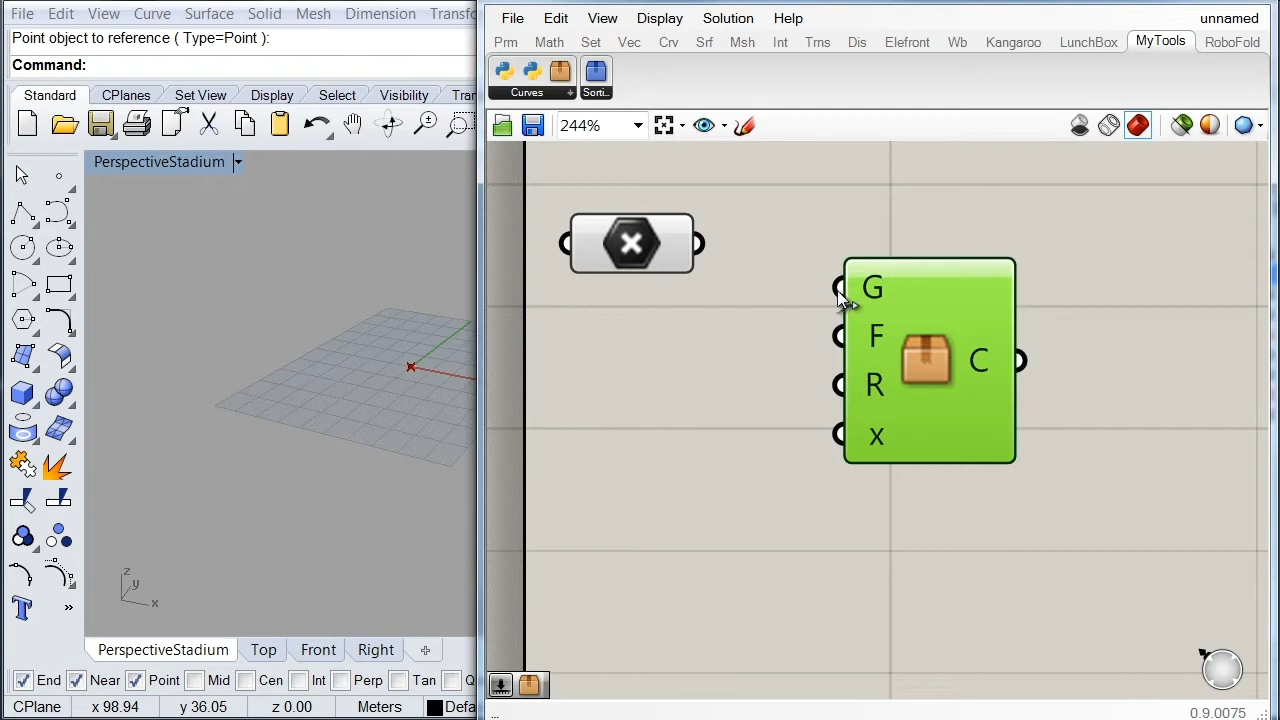 File Edit View Curve Surface Solid Mesh Dimension Transfo
Point object to reference ( Type=Point ):
Command:
Standard CPlanes Set View Display Select Visibility Tran
PerspectiveStadium
z
y
x
T »
PerspectiveStadium Top Front Right
End Near Point Mid Cen Int Perp Tan Q
CPlane x 98.94 y 36.05 z 0.00 Meters Defa
File Edit View Display Solution Help unnamed
Prm Math Set Vec Crv Srf Msh Int Trns Dis Elefront Wb Kangaroo LunchBox MyTools RoboFold
Curves + Sorti..
244%
G
F
R
x
C
... 0.9.0075